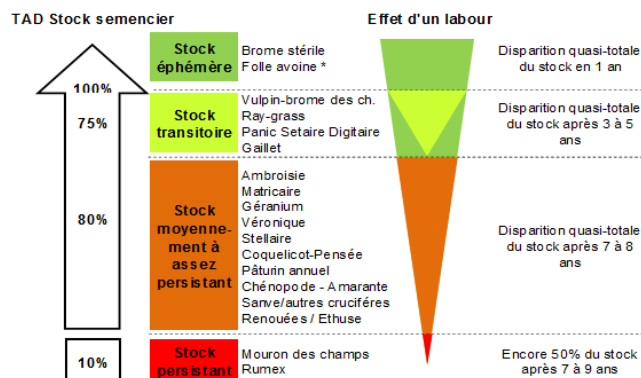 TAD Stock semencier
Effet d'un labour
100%
75%
80%
10%
Stock
éphémère
Brome stérile
Folle avoine *
Disparition quasi-totale
du stock en 1 an
Stock
transitoire
Vulpin-brome des ch.
Ray-grass
Panic Setaire Digitaire
Gaillet
Disparition quasi-totale
du stock après 3 à 5
ans
Stock
moyenne-
ment à
assez
persistant
Ambroisie
Matricaire
Géranium
Véronique
Stellaire
Coquelicot-Pensée
Pâturin annuel
Chénopode - Amarante
Sanve/autres cruciféres
Renouées / Ethuse
Disparition quasi-totale
du stock après 7 à 8
ans
Stock
persistant
Mouron des champs
Rumex
Encore 50% du stock
après 7 à 9 ans